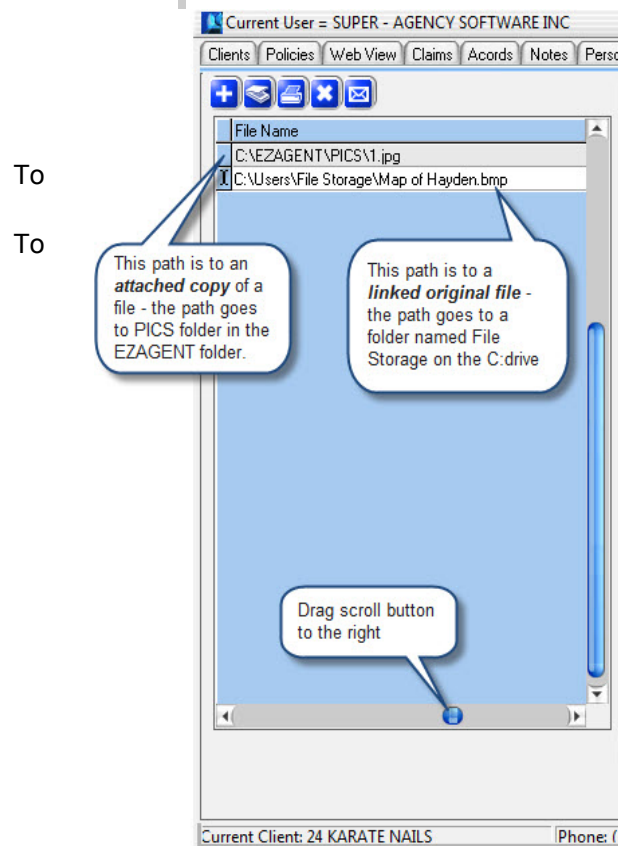 Current User = SUPER - AGENCY SOFTWARE INC
Clients Policies Web View Claims Acords Notes Perso
File Name
C:\EZAGENT\PICS\1.jpg
C:\Users\File Storage\Map of Hayden.bmp
To
To
This path is to an
attached copy of a
file - the path goes
to PICS folder in the
EZAGENT folder.
This path is to a
linked original file -
the path goes to a
folder named File
Storage on the C:drive
Drag scroll button
to the right
Current Client: 24 KARATE NAILS Phone: (